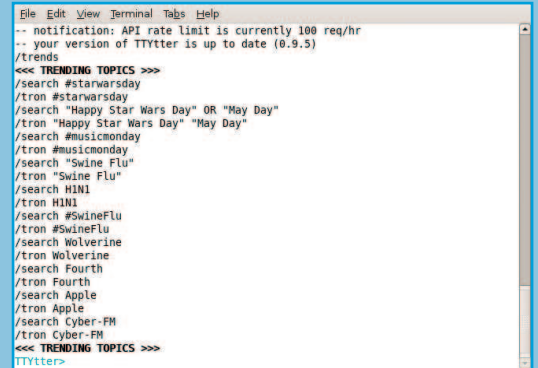 File Edit View Terminal Tabs Help
-- notification: API rate limit is currently 100 req/hr
-- your version of TTYtter is up to date (0.9.5)
/trends
<<< TRENDING TOPICS >>>
/search #starwarsday
/tron #starwarsday
/search "Happy Star Wars Day" OR "May Day"
/tron "Happy Star Wars Day" "May Day"
/search #musicmonday
/tron #musicmonday
/search "Swine Flu"
/tron "Swine Flu"
/search H1N1
/tron H1N1
/search #SwineFlu
/tron #SwineFlu
/search Wolverine
/tron Wolverine
/search Fourth
/tron Fourth
/search Apple
/tron Apple
/search Cyber-FM
/tron Cyber-FM
<<< TRENDING TOPICS >>>
TTYtter>